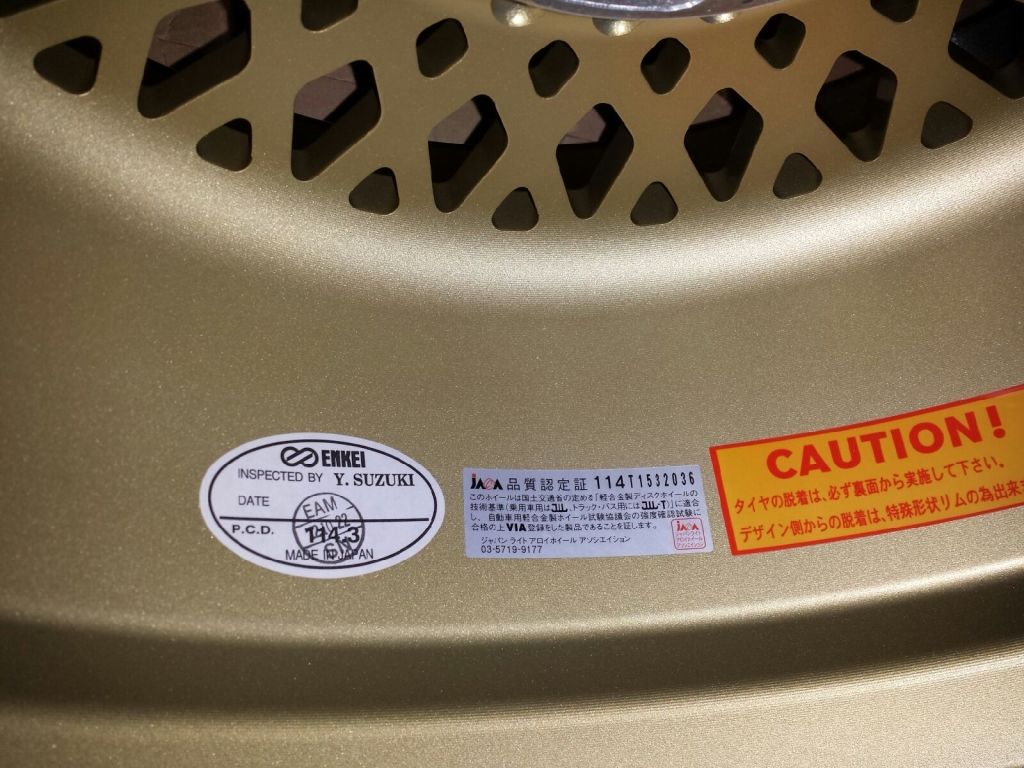 ENKEI
INSPECTED BY Y. SUZUKI
DATE
EAM
P.C.D. 114.3
MADE IN JAPAN
JAWA 品質認定証 114T1532036
このホイールは国土交通省の定める「軽合金製ディスクホイールの
技術基準（乗用車用はJWL、トラック・バス用にはJWL-T）」に適合
し、自動車用軽合金製ホイール試験協議会の強度確認試験に
合格の上VIA登録をした製品であることを証します。
ジャパン ライト アロイホイール アソシエイション
03-5719-9177
CAUTION!
タイヤの脱着は、必ず裏面から実施して下さい。
デザイン側からの脱着は、特殊形状リムの為出来